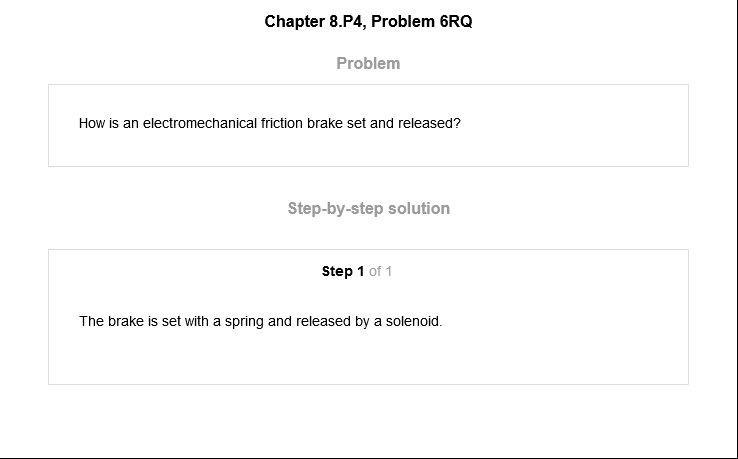 Chapter 8.P4, Problem 6RQ
Problem
How is an electromechanical friction brake set and released?
Step-by-step solution
Step 1 of 1
The brake is set with a spring and released by a solenoid.